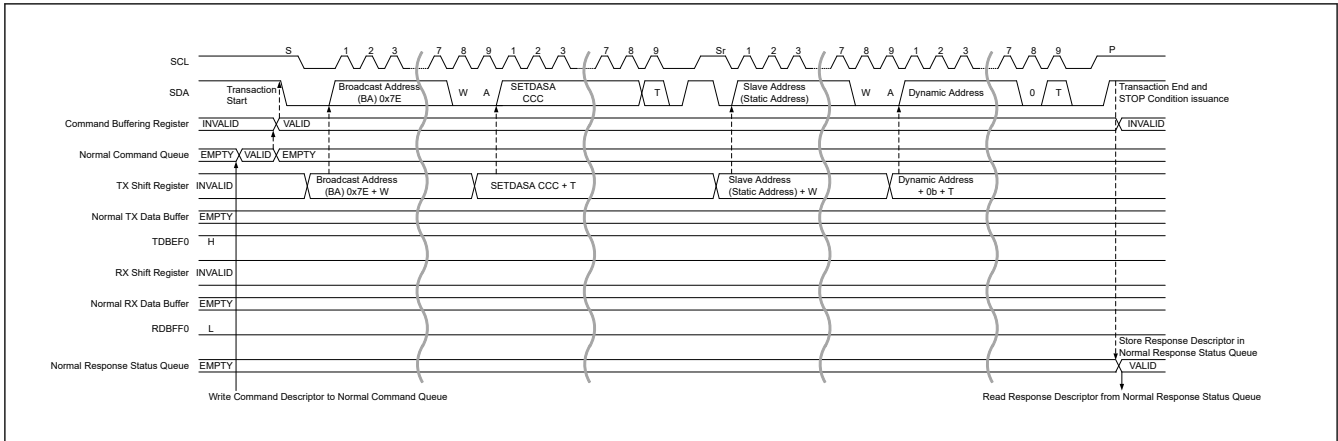 S 1 2 3 7 8 9 1 2 3 7 8 9 Sr 1 2 3 7 8 9 1 2 3 7 8 9 P
SCL
SDA
Transaction
Start
Broadcast Address
(BA) 0x7E
W
A
SETDASA
CCC
T
Slave Address
(Static Address)
W
A
Dynamic Address
0
T
Transaction End and
STOP Condition issuance
Command Buffering Register INVALID VALID INVALID
Normal Command Queue EMPTY VALID EMPTY
TX Shift Register INVALID
Broadcast Address
(BA) 0x7E + W
SETDASA CCC + T
Slave Address
(Static Address) + W
Dynamic Address
+ 0b + T
Normal TX Data Buffer EMPTY
TDBEF0 H
RX Shift Register INVALID
Normal RX Data Buffer EMPTY
RDBFF0 L
Store Response Descriptor in
Normal Response Status Queue
Normal Response Status Queue EMPTY VALID
Write Command Descriptor to Normal Command Queue
Read Response Descriptor from Normal Response Status Queue